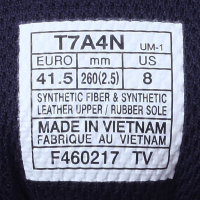 T7A4N UM-1
EURO mm US
41.5 260(2.5) 8
SYNTHETIC FIBER & SYNTHETIC
LEATHER UPPER / RUBBER SOLE
MADE IN VIETNAM
FABRIQUE AU VIETNAM
F460217 TV